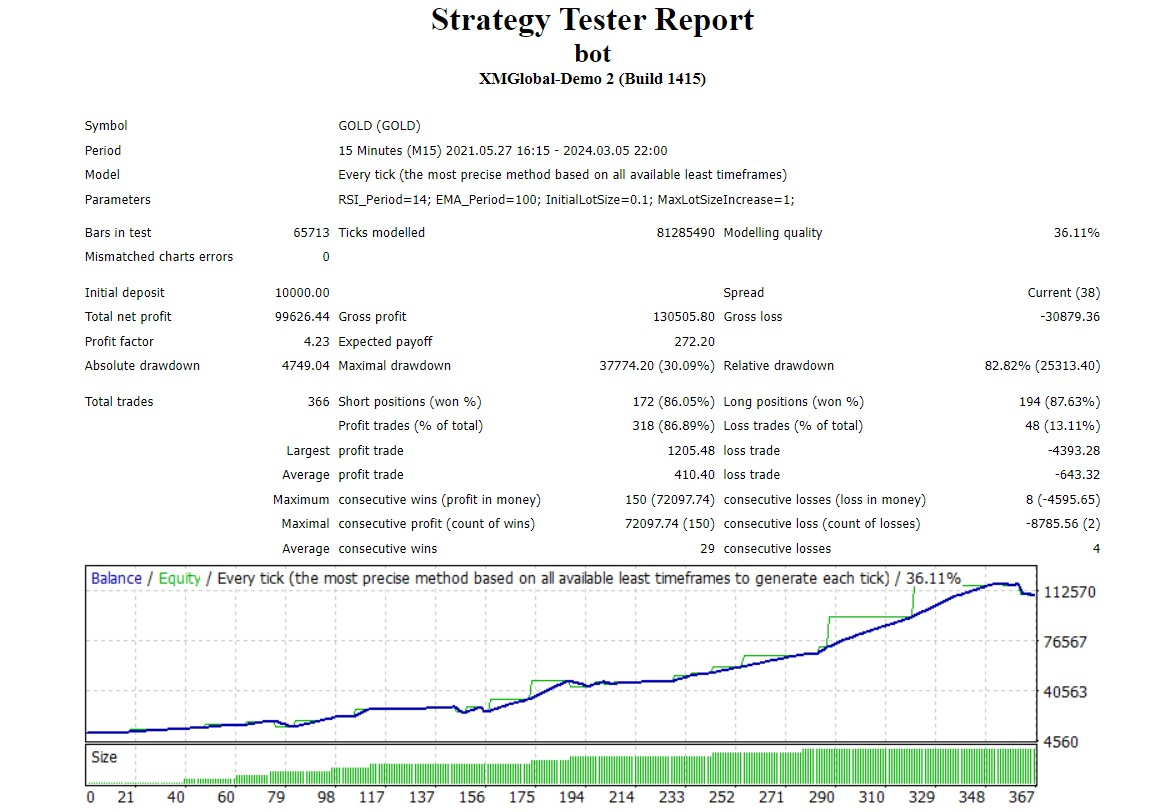 Strategy Tester Report
bot
XMGlobal-Demo 2 (Build 1415)
Symbol GOLD (GOLD)
Period 15 Minutes (M15) 2021.05.27 16:15 - 2024.03.05 22:00
Model Every tick (the most precise method based on all available least timeframes)
Parameters RSI_Period=14; EMA_Period=100; InitialLotSize=0.1; MaxLotSizeIncrease=1;
Bars in test 65713 Ticks modelled 81285490 Modelling quality 36.11%
Mismatched charts errors 0
Initial deposit 10000.00 Spread Current (38)
Total net profit 99626.44 Gross profit 130505.80 Gross loss -30879.36
Profit factor 4.23 Expected payoff 272.20
Absolute drawdown 4749.04 Maximal drawdown 37774.20 (30.09%) Relative drawdown 82.82% (25313.40)
Total trades 366 Short positions (won %) 172 (86.05%) Long positions (won %) 194 (87.63%)
Profit trades (% of total) 318 (86.89%) Loss trades (% of total) 48 (13.11%)
Largest profit trade 1205.48 loss trade -4393.28
Average profit trade 410.40 loss trade -643.32
Maximum consecutive wins (profit in money) 150 (72097.74) consecutive losses (loss in money) 8 (-4595.65)
Maximal consecutive profit (count of wins) 72097.74 (150) consecutive loss (count of losses) -8785.56 (2)
Average consecutive wins 29 consecutive losses 4
Balance / Equity / Every tick (the most precise method based on all available least timeframes to generate each tick) / 36.11%
112570
76567
40563
4560
Size
0 21 40 60 79 98 117 137 156 175 194 214 233 252 271 290 310 329 348 367